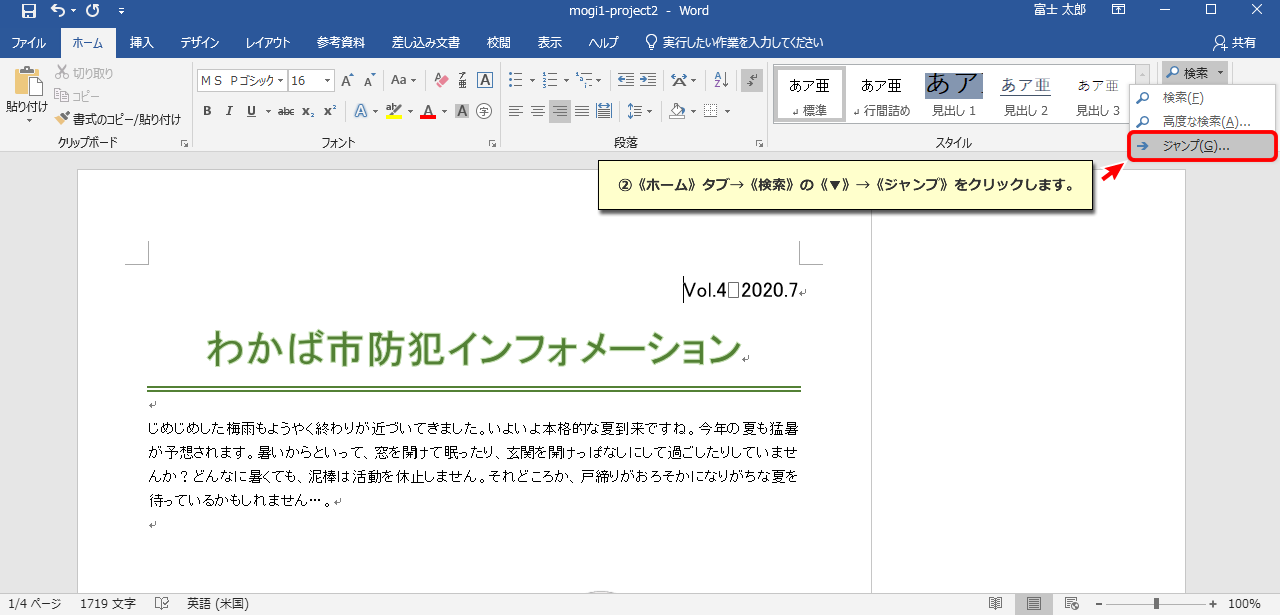 mogi1-project2 - Word
富士 太郎
ファイル ホーム 挿入 デザイン レイアウト 参考資料 差し込み文書 校閲 表示 ヘルプ 実行したい作業を入力してください 共有
貼り付け
切り取り
コピー
書式のコピー/貼り付け
クリップボード
ＭＳ Ｐゴシック 16 A A Aa A
B I U abc x₂ x² A ab A A 字
フォント
段落
あア亜 あア亜 あア あア亜 あア亜
↲ 標準 ↲ 行間詰め 見出し 1 見出し 2 見出し 3
スタイル
検索
検索(F)
高度な検索(A)...
ジャンプ(G)...
②《ホーム》タブ→《検索》の《▼》→《ジャンプ》をクリックします。
Vol.4□2020.7↵
わかば市防犯インフォメーション↵
じめじめした梅雨もようやく終わりが近づいてきました。いよいよ本格的な夏到来ですね。今年の夏も猛暑
が予想されます。暑いからといって、窓を開けて眠ったり、玄関を開けっぱなしにして過ごしたりしていませ
んか？どんなに暑くても、泥棒は活動を休止しません。それどころか、戸締りがおろそかになりがちな夏を
待っているかもしれません…。↵
1/4 ページ 1719 文字 英語 (米国) 100%